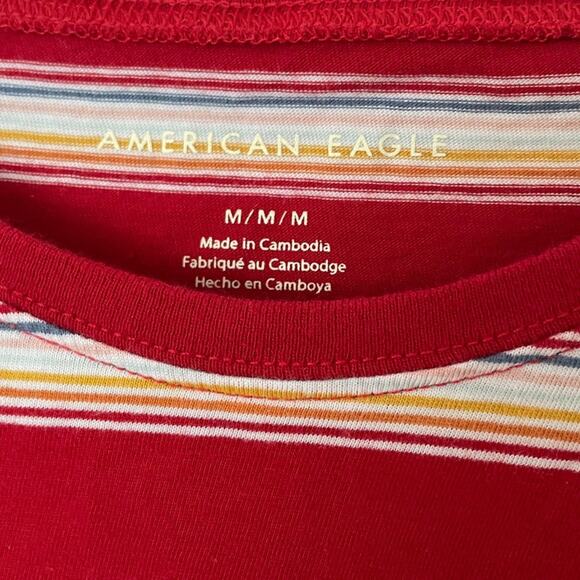 AMERICAN EAGLE
M/M/M
Made in Cambodia
Fabriqué au Cambodge
Hecho en Camboya